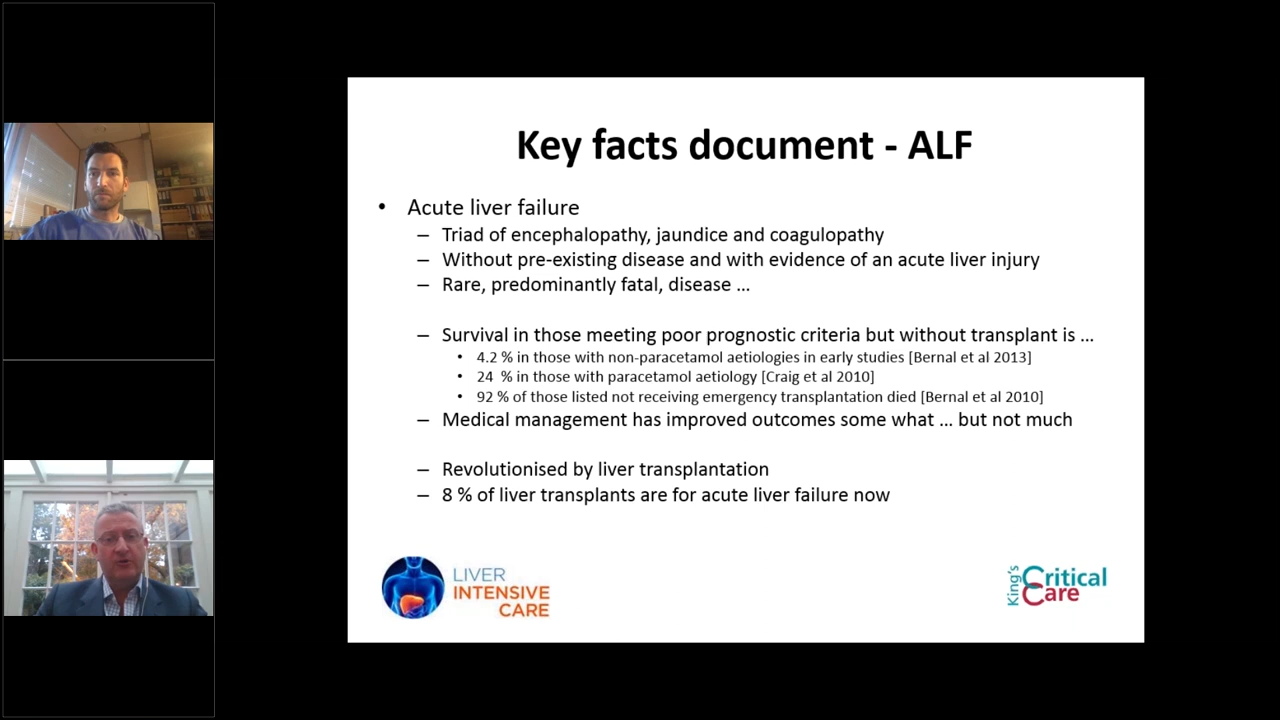 Key facts document - ALF
• Acute liver failure
– Triad of encephalopathy, jaundice and coagulopathy
– Without pre-existing disease and with evidence of an acute liver injury
– Rare, predominantly fatal, disease …
– Survival in those meeting poor prognostic criteria but without transplant is …
• 4.2 % in those with non-paracetamol aetiologies in early studies [Bernal et al 2013]
• 24 % in those with paracetamol aetiology [Craig et al 2010]
• 92 % of those listed not receiving emergency transplantation died [Bernal et al 2010]
– Medical management has improved outcomes some what … but not much
– Revolutionised by liver transplantation
– 8 % of liver transplants are for acute liver failure now
LIVER
INTENSIVE
CARE
King's
Critical
Care